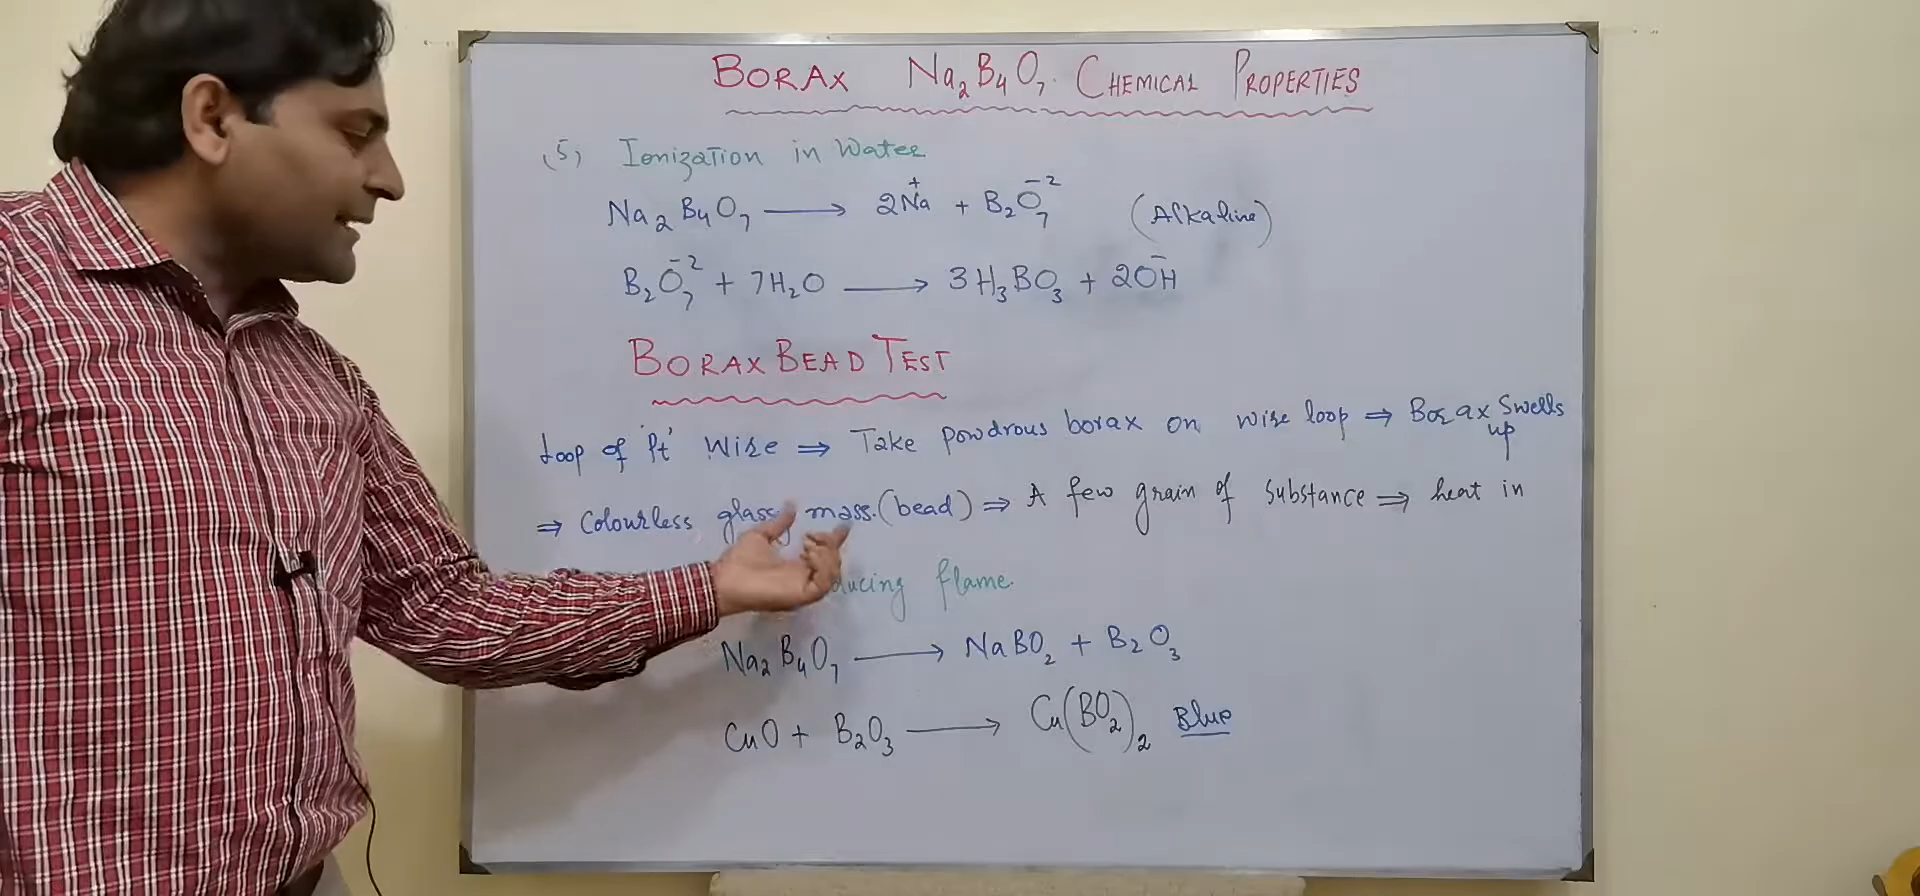 BORAX Na₂B₄O₇. CHEMICAL PROPERTIES
(5) Ionization in Water
Na₂B₄O₇ ⟶ 2Na⁺ + B₂O₇⁻² (Alkaline)
B₂O₇⁻² + 7H₂O ⟶ 3H₃BO₃ + 2OH⁻
BORAX BEAD TEST
Loop of 'Pt' Wire ⇒ Take powdrous borax on wire loop ⇒ Borax Swells up
⇒ Colourless glassy mass. (bead) ⇒ A few grain of Substance ⇒ heat in
flame.
Na₂B₄O₇ ⟶ NaBO₂ + B₂O₃
CuO + B₂O₃ ⟶ Cu(BO₂)₂ Blue